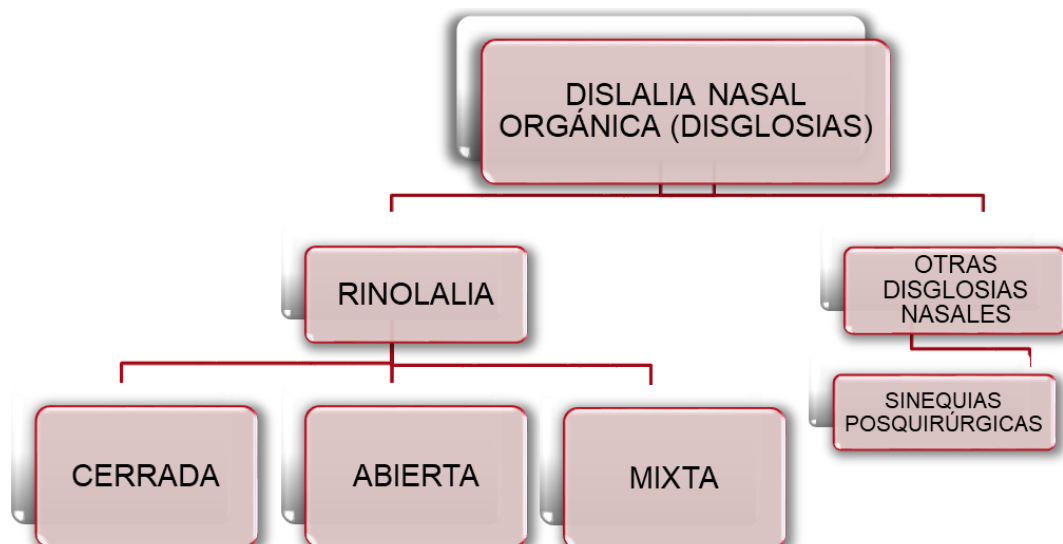 DISLALIA NASAL
ORGÁNICA (DISGLOSIAS)
RINOLALIA
OTRAS
DISGLOSIAS
NASALES
SINEQUIAS
POSQUIRÚRGICAS
CERRADA
ABIERTA
MIXTA